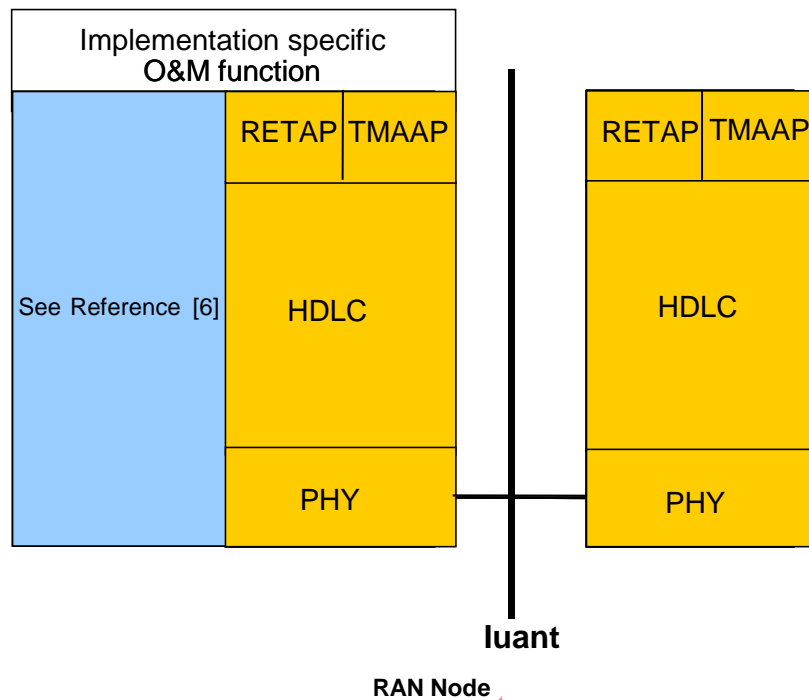 Implementation specific
O&M function
RETAP TMAAP
RETAP TMAAP
See Reference [6]
HDLC
HDLC
PHY
PHY
Iuant
RAN Node